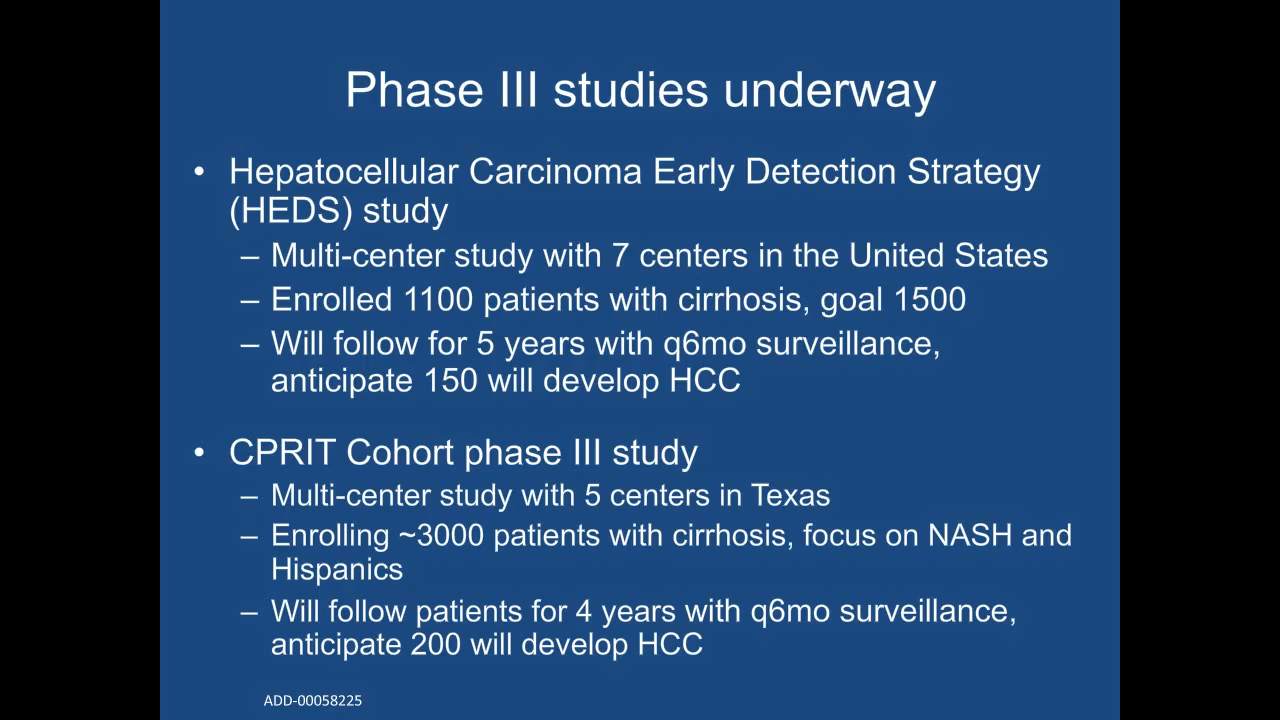 Phase III studies underway
• Hepatocellular Carcinoma Early Detection Strategy
(HEDS) study
– Multi-center study with 7 centers in the United States
– Enrolled 1100 patients with cirrhosis, goal 1500
– Will follow for 5 years with q6mo surveillance,
anticipate 150 will develop HCC
• CPRIT Cohort phase III study
– Multi-center study with 5 centers in Texas
– Enrolling ~3000 patients with cirrhosis, focus on NASH and
Hispanics
– Will follow patients for 4 years with q6mo surveillance,
anticipate 200 will develop HCC
ADD-00058225